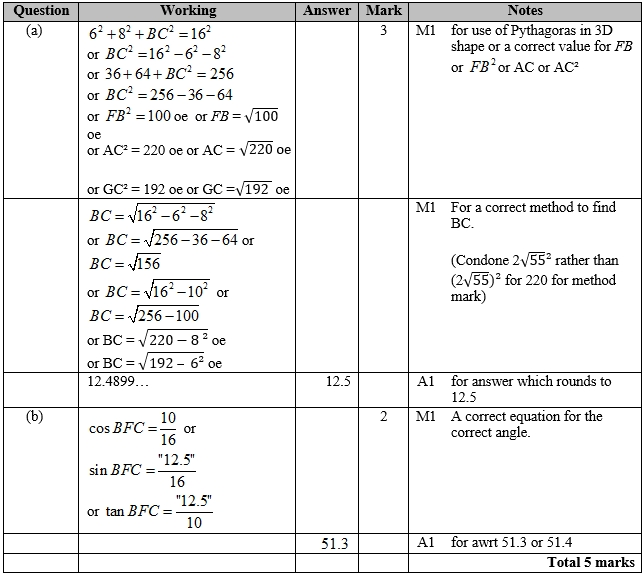 Question Working Answer Mark Notes
(a) 6² + 8² + BC² = 16² 3 M1 for use of Pythagoras in 3D
or BC² = 16² − 6² − 8² shape or a correct value for FB
or 36 + 64 + BC² = 256 or FB² or AC or AC²
or BC² = 256 − 36 − 64
or FB² = 100 oe or FB = √100
oe
or AC² = 220 oe or AC = √220 oe
or GC² = 192 oe or GC = √192 oe
BC = √16² − 6² − 8² M1 For a correct method to find
or BC = √256 − 36 − 64 or BC.
BC = √156 (Condone 2√55² rather than
or BC = √16² − 10² or (2√55)² for 220 for method
BC = √256 − 100 mark)
or BC = √220 − 8² oe
or BC = √192 − 6² oe
12.4899… 12.5 A1 for answer which rounds to
12.5
(b) cos BFC = 10/16 or 2 M1 A correct equation for the
correct angle.
sin BFC = "12.5"/16
or tan BFC = "12.5"/10
51.3 A1 for awrt 51.3 or 51.4
Total 5 marks